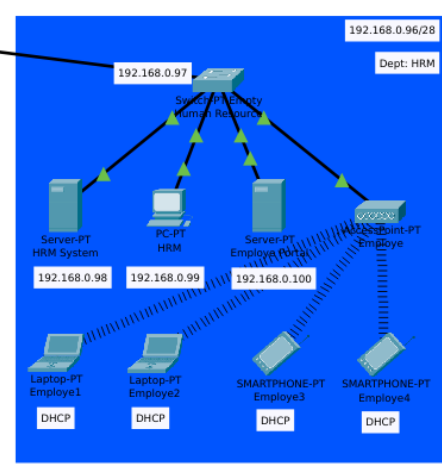 192.168.0.96/28
Dept: HRM
192.168.0.97
Switch-PT-Empty
Human Resource
Server-PT
HRM System
PC-PT
HRM
Server-PT
Employe Portal
AccessPoint-PT
Employe
192.168.0.98
192.168.0.99
192.168.0.100
Laptop-PT
Employe1
Laptop-PT
Employe2
SMARTPHONE-PT
Employe3
SMARTPHONE-PT
Employe4
DHCP
DHCP
DHCP
DHCP